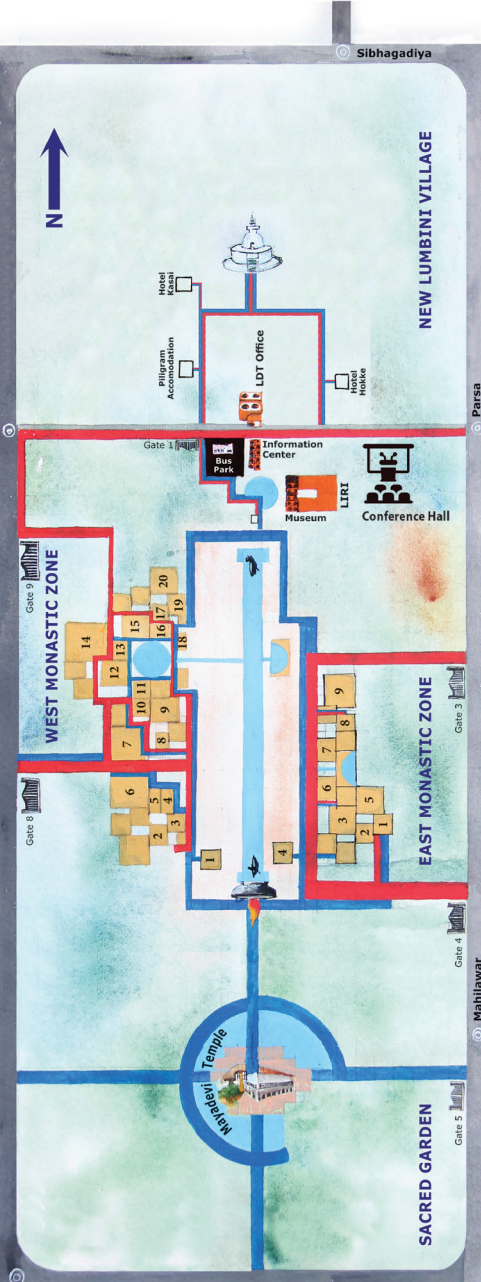 Sibhagadiya
N
NEW LUMBINI VILLAGE
Hotel
Kasai
Piligram
Accomodation
LDT Office
Hotel
Hokke
Parsa
Gate 1
Bus
Park
Information
Center
LIRI
Museum
Conference Hall
Gate 9
WEST MONASTIC ZONE
20
19
17
16
15
18
14
13
12
11
10
9
8
7
6
5
4
3
2
1
Gate 8
EAST MONASTIC ZONE
9
8
7
6
5
3
2
1
4
Gate 3
Gate 4
Mahilawar
Mayadevi Temple
Gate 5
SACRED GARDEN